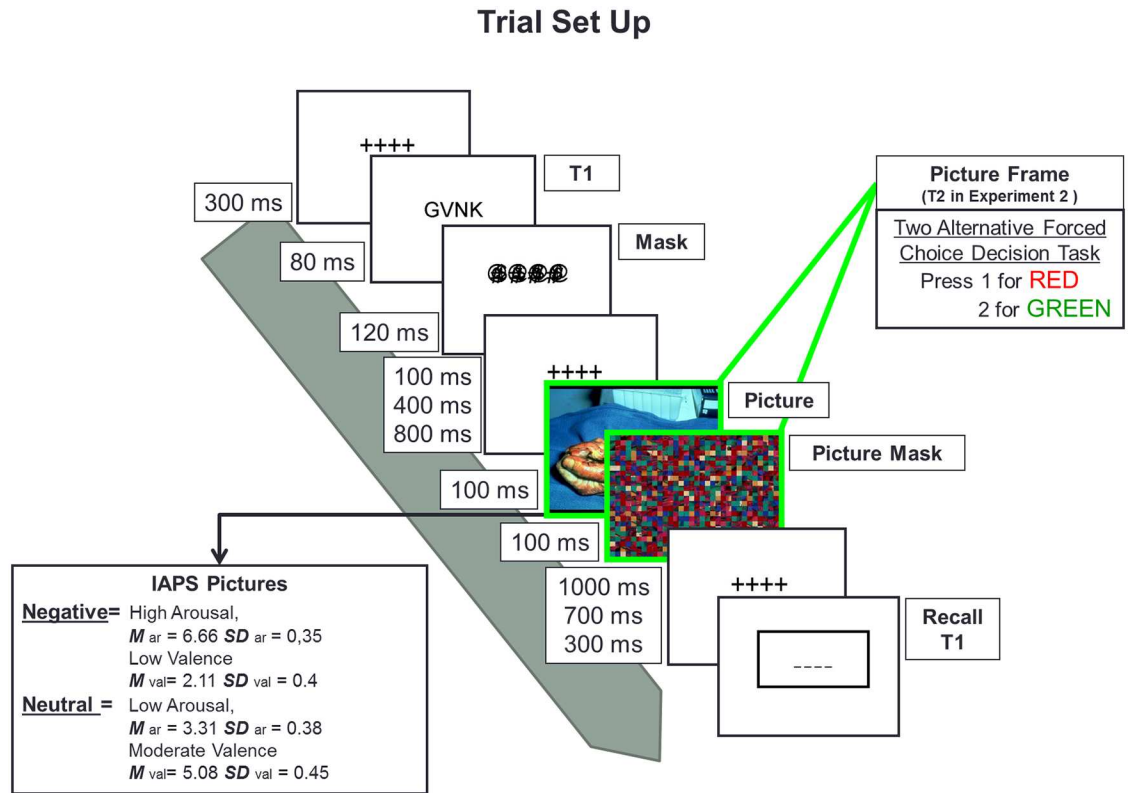 Trial Set Up
++++
300 ms
T1
GVNK
80 ms
Mask
120 ms
++++
100 ms
400 ms
800 ms
Picture
100 ms
Picture Mask
100 ms
++++
1000 ms
700 ms
300 ms
Recall
T1
_ _ _ _
Picture Frame
(T2 in Experiment 2 )
Two Alternative Forced
Choice Decision Task
Press 1 for RED
2 for GREEN
IAPS Pictures
Negative= High Arousal,
M ar = 6.66 SD ar = 0,35
Low Valence
M val= 2.11 SD val = 0.4
Neutral = Low Arousal,
M ar = 3.31 SD ar = 0.38
Moderate Valence
M val= 5.08 SD val = 0.45